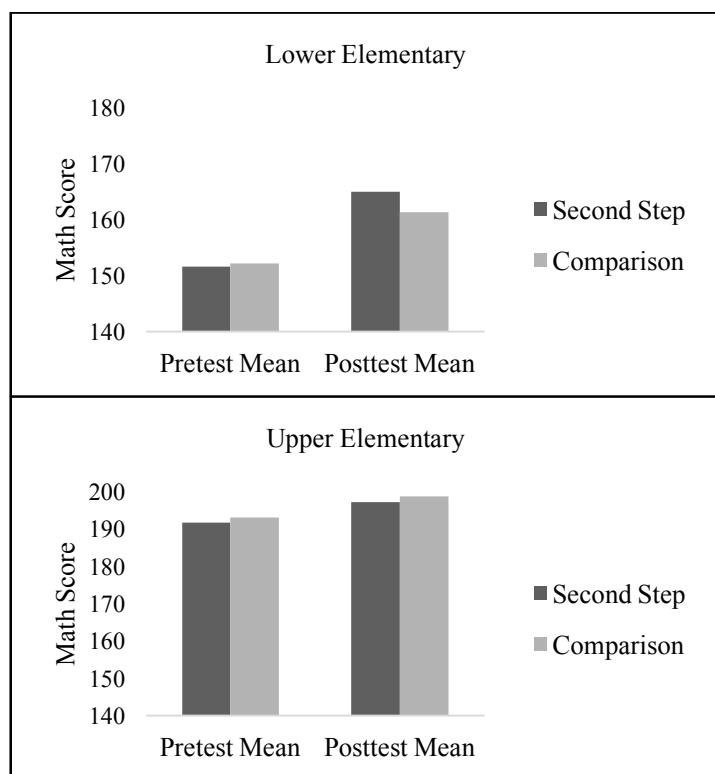 Lower Elementary
180
170
160
150
140
Math Score
Pretest Mean Posttest Mean
Second Step
Comparison
Upper Elementary
200
190
180
170
160
150
140
Math Score
Pretest Mean Posttest Mean
Second Step
Comparison